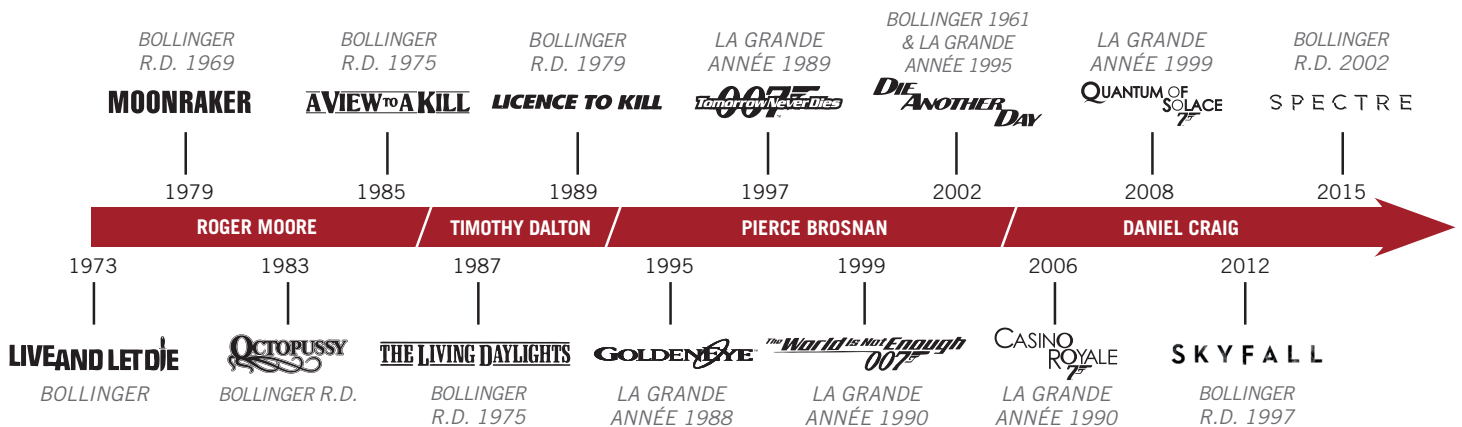 BOLLINGER
R.D. 1969
MOONRAKER
1979
BOLLINGER
R.D. 1975
A VIEW TO A KILL
1985
BOLLINGER
R.D. 1979
LICENCE TO KILL
1989
LA GRANDE
ANNÉE 1989
007
Tomorrow Never Dies
1997
BOLLINGER 1961
& LA GRANDE
ANNÉE 1995
DIE
ANOTHER
DAY
2002
LA GRANDE
ANNÉE 1999
QUANTUM OF
SOLACE
7
2008
BOLLINGER
R.D. 2002
SPECTRE
2015
ROGER MOORE
TIMOTHY DALTON
PIERCE BROSNAN
DANIEL CRAIG
1973
LIVE AND LET DIE
BOLLINGER
1983
OCTOPUSSY
BOLLINGER R.D.
1987
THE LIVING DAYLIGHTS
BOLLINGER
R.D. 1975
1995
GOLDENEYE
LA GRANDE
ANNÉE 1988
1999
The World Is Not Enough
007
LA GRANDE
ANNÉE 1990
2006
CASINO
ROYALE
7
LA GRANDE
ANNÉE 1990
2012
SKYFALL
BOLLINGER
R.D. 1997